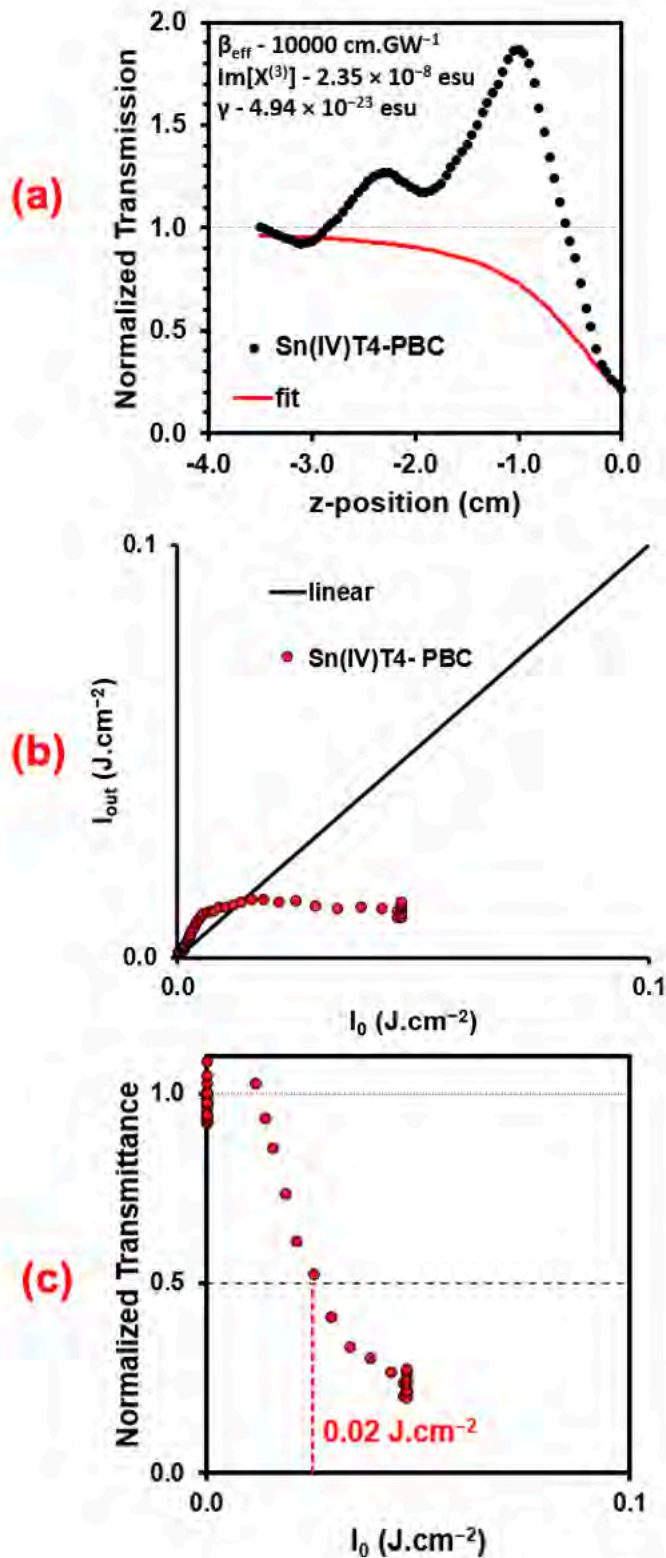 (a)
Normalized Transmission
2.0
1.5
1.0
0.5
0.0
β_eff - 10000 cm.GW⁻¹
Im[X⁽³⁾] - 2.35 × 10⁻⁸ esu
γ - 4.94 × 10⁻²³ esu
Sn(IV)T4-PBC
fit
-4.0 -3.0 -2.0 -1.0 0.0
z-position (cm)
(b)
I_out (J.cm⁻²)
0.1
linear
Sn(IV)T4- PBC
0.0
0.0 0.1
I₀ (J.cm⁻²)
(c)
Normalized Transmittance
1.0
0.5
0.0
0.02 J.cm⁻²
0.0 0.1
I₀ (J.cm⁻²)